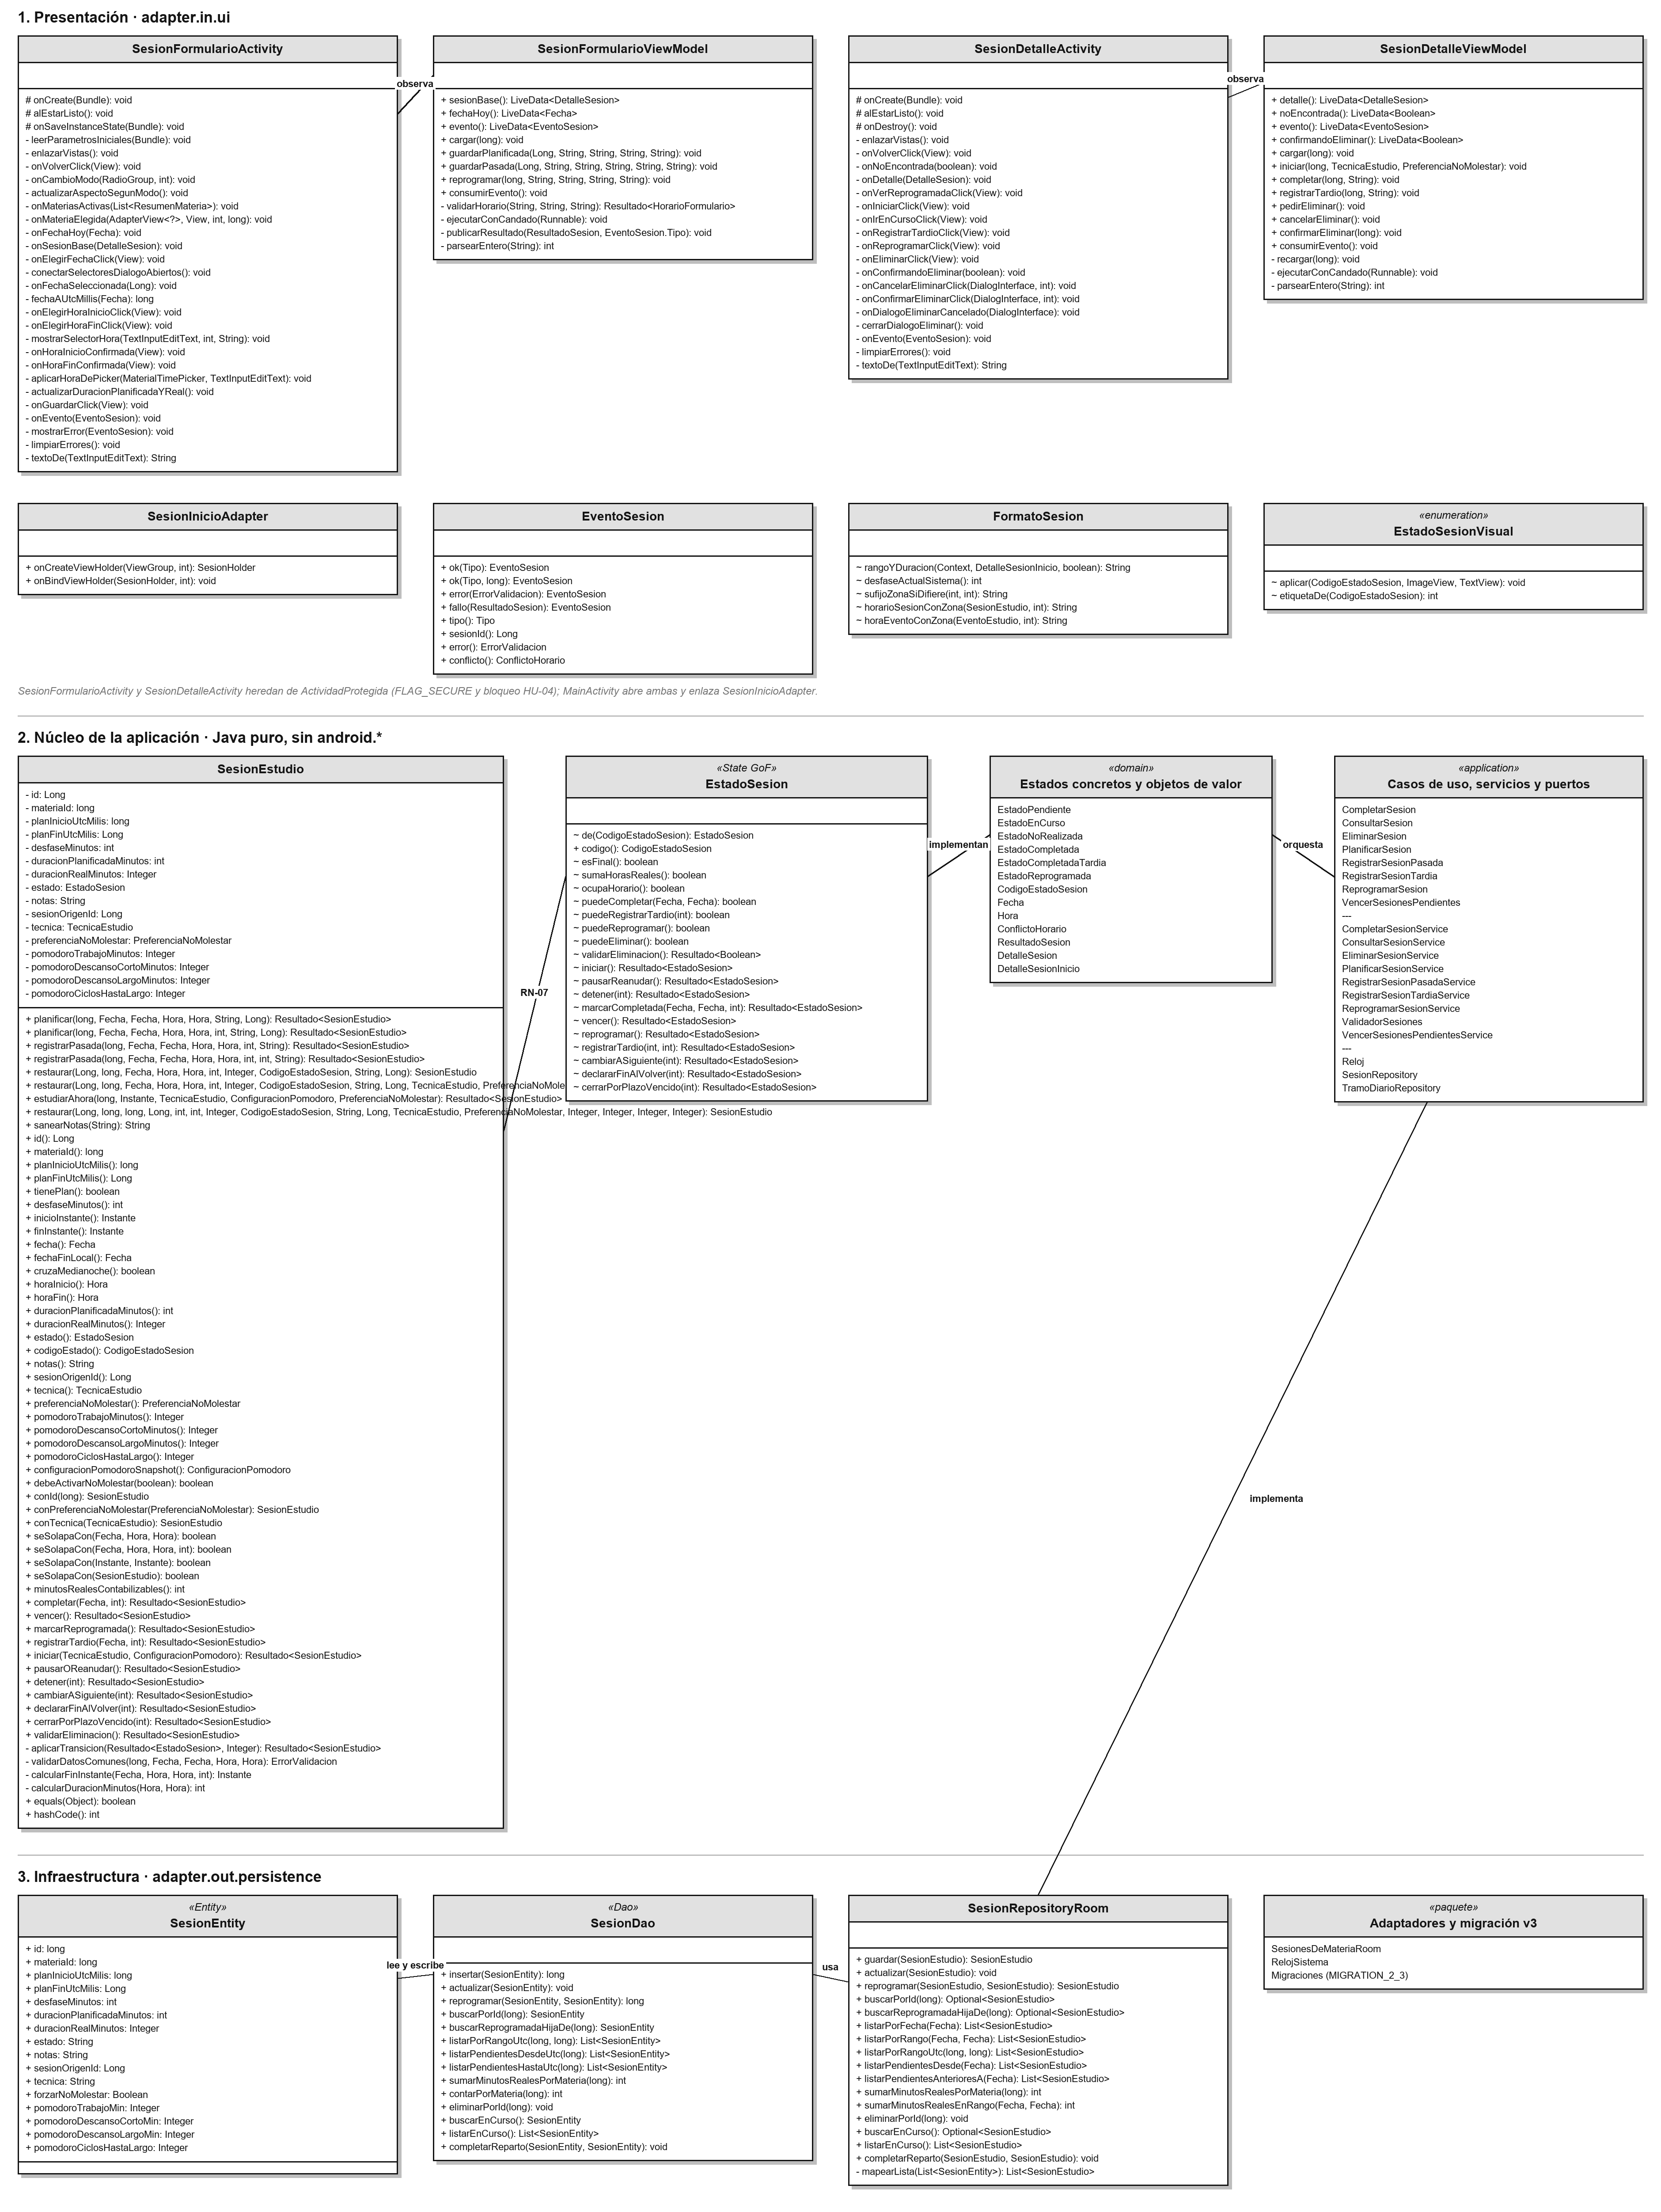 1. Presentación · adapter.in.ui
SesionFormularioActivity
# onCreate(Bundle): void
# alEstarListo(): void
# onSaveInstanceState(Bundle): void
- leerParametrosIniciales(Bundle): void
- enlazarVistas(): void
- onVolverClick(View): void
- onCambioModo(RadioGroup, int): void
- actualizarAspectoSegunModo(): void
- onMateriasActivas(List<ResumenMateria>): void
- onMateriaElegida(AdapterView<?>, View, int, long): void
- onFechaHoy(Fecha): void
- onSesionBase(DetalleSesion): void
- onElegirFechaClick(View): void
- conectarSelectoresDialogoAbiertos(): void
- onFechaSeleccionada(Long): void
- fechaAUtcMillis(Fecha): long
- onElegirHoraInicioClick(View): void
- onElegirHoraFinClick(View): void
- mostrarSelectorHora(TextInputEditText, int, String): void
- onHoraInicioConfirmada(View): void
- onHoraFinConfirmada(View): void
- aplicarHoraDePicker(MaterialTimePicker, TextInputEditText): void
- actualizarDuracionPlanificadaYReal(): void
- onGuardarClick(View): void
- onEvento(EventoSesion): void
- mostrarError(EventoSesion): void
- limpiarErrores(): void
- textoDe(TextInputEditText): String
observa
SesionFormularioViewModel
+ sesionBase(): LiveData<DetalleSesion>
+ fechaHoy(): LiveData<Fecha>
+ evento(): LiveData<EventoSesion>
+ cargar(long): void
+ guardarPlanificada(Long, String, String, String, String): void
+ guardarPasada(Long, String, String, String, String, String): void
+ reprogramar(long, String, String, String, String): void
+ consumirEvento(): void
- validarHorario(String, String, String): Resultado<HorarioFormulario>
- ejecutarConCandado(Runnable): void
- publicarResultado(ResultadoSesion, EventoSesion.Tipo): void
- parsearEntero(String): int
SesionDetalleActivity
# onCreate(Bundle): void
# alEstarListo(): void
# onDestroy(): void
- enlazarVistas(): void
- onVolverClick(View): void
- onNoEncontrada(boolean): void
- onDetalle(DetalleSesion): void
- onVerReprogramadaClick(View): void
- onIniciarClick(View): void
- onIrEnCursoClick(View): void
- onRegistrarTardioClick(View): void
- onReprogramarClick(View): void
- onEliminarClick(View): void
- onConfirmandoEliminar(boolean): void
- onCancelarEliminarClick(DialogInterface, int): void
- onConfirmarEliminarClick(DialogInterface, int): void
- onDialogoEliminarCancelado(DialogInterface): void
- cerrarDialogoEliminar(): void
- onEvento(EventoSesion): void
- limpiarErrores(): void
- textoDe(TextInputEditText): String
observa
SesionDetalleViewModel
+ detalle(): LiveData<DetalleSesion>
+ noEncontrada(): LiveData<Boolean>
+ evento(): LiveData<EventoSesion>
+ confirmandoEliminar(): LiveData<Boolean>
+ cargar(long): void
+ iniciar(long, TecnicaEstudio, PreferenciaNoMolestar): void
+ completar(long, String): void
+ registrarTardio(long, String): void
+ pedirEliminar(): void
+ cancelarEliminar(): void
+ confirmarEliminar(long): void
+ consumirEvento(): void
- recargar(long): void
- ejecutarConCandado(Runnable): void
- parsearEntero(String): int
SesionInicioAdapter
+ onCreateViewHolder(ViewGroup, int): SesionHolder
+ onBindViewHolder(SesionHolder, int): void
EventoSesion
+ ok(Tipo): EventoSesion
+ ok(Tipo, long): EventoSesion
+ error(ErrorValidacion): EventoSesion
+ fallo(ResultadoSesion): EventoSesion
+ tipo(): Tipo
+ sesionId(): Long
+ error(): ErrorValidacion
+ conflicto(): ConflictoHorario
FormatoSesion
~ rangoYDuracion(Context, DetalleSesionInicio, boolean): String
~ desfaseActualSistema(): int
~ sufijoZonaSiDifiere(int, int): String
~ horarioSesionConZona(SesionEstudio, int): String
~ horaEventoConZona(EventoEstudio, int): String
«enumeration»
EstadoSesionVisual
~ aplicar(CodigoEstadoSesion, ImageView, TextView): void
~ etiquetaDe(CodigoEstadoSesion): int
SesionFormularioActivity y SesionDetalleActivity heredan de ActividadProtegida (FLAG_SECURE y bloqueo HU-04); MainActivity abre ambas y enlaza SesionInicioAdapter.
2. Núcleo de la aplicación · Java puro, sin android.*
SesionEstudio
- id: Long
- materiaId: long
- planInicioUtcMilis: long
- planFinUtcMilis: Long
- desfaseMinutos: int
- duracionPlanificadaMinutos: int
- duracionRealMinutos: Integer
- estado: EstadoSesion
- notas: String
- sesionOrigenId: Long
- tecnica: TecnicaEstudio
- preferenciaNoMolestar: PreferenciaNoMolestar
- pomodoroTrabajoMinutos: Integer
- pomodoroDescansoCortoMinutos: Integer
- pomodoroDescansoLargoMinutos: Integer
- pomodoroCiclosHastaLargo: Integer
+ planificar(long, Fecha, Fecha, Hora, Hora, String, Long): Resultado<SesionEstudio>
+ planificar(long, Fecha, Fecha, Hora, Hora, int, String, Long): Resultado<SesionEstudio>
+ registrarPasada(long, Fecha, Fecha, Hora, Hora, int, String): Resultado<SesionEstudio>
+ registrarPasada(long, Fecha, Fecha, Hora, Hora, int, int, String): Resultado<SesionEstudio>
+ restaurar(Long, long, Fecha, Hora, Hora, int, Integer, CodigoEstadoSesion, String, Long): SesionEstudio
+ restaurar(Long, long, Fecha, Hora, Hora, int, Integer, CodigoEstadoSesion, String, Long, TecnicaEstudio, PreferenciaNoMole
+ estudiarAhora(long, Instante, TecnicaEstudio, ConfiguracionPomodoro, PreferenciaNoMolestar): Resultado<SesionEstudio>
+ restaurar(Long, long, long, Long, int, int, Integer, CodigoEstadoSesion, String, Long, TecnicaEstudio, PreferenciaNoMolestar, Integer, Integer, Integer, Integer): SesionEstudio
+ sanearNotas(String): String
+ id(): Long
+ materiaId(): long
+ planInicioUtcMilis(): long
+ planFinUtcMilis(): Long
+ tienePlan(): boolean
+ desfaseMinutos(): int
+ inicioInstante(): Instante
+ finInstante(): Instante
+ fecha(): Fecha
+ fechaFinLocal(): Fecha
+ cruzaMedianoche(): boolean
+ horaInicio(): Hora
+ horaFin(): Hora
+ duracionPlanificadaMinutos(): int
+ duracionRealMinutos(): Integer
+ estado(): EstadoSesion
+ codigoEstado(): CodigoEstadoSesion
+ notas(): String
+ sesionOrigenId(): Long
+ tecnica(): TecnicaEstudio
+ preferenciaNoMolestar(): PreferenciaNoMolestar
+ pomodoroTrabajoMinutos(): Integer
+ pomodoroDescansoCortoMinutos(): Integer
+ pomodoroDescansoLargoMinutos(): Integer
+ pomodoroCiclosHastaLargo(): Integer
+ configuracionPomodoroSnapshot(): ConfiguracionPomodoro
+ debeActivarNoMolestar(boolean): boolean
+ conId(long): SesionEstudio
+ conPreferenciaNoMolestar(PreferenciaNoMolestar): SesionEstudio
+ conTecnica(TecnicaEstudio): SesionEstudio
+ seSolapaCon(Fecha, Hora, Hora): boolean
+ seSolapaCon(Fecha, Hora, Hora, int): boolean
+ seSolapaCon(Instante, Instante): boolean
+ seSolapaCon(SesionEstudio): boolean
+ minutosRealesContabilizables(): int
+ completar(Fecha, int): Resultado<SesionEstudio>
+ vencer(): Resultado<SesionEstudio>
+ marcarReprogramada(): Resultado<SesionEstudio>
+ registrarTardio(Fecha, int): Resultado<SesionEstudio>
+ iniciar(TecnicaEstudio, ConfiguracionPomodoro): Resultado<SesionEstudio>
+ pausarOReanudar(): Resultado<SesionEstudio>
+ detener(int): Resultado<SesionEstudio>
+ cambiarASiguiente(int): Resultado<SesionEstudio>
+ declararFinAlVolver(int): Resultado<SesionEstudio>
+ cerrarPorPlazoVencido(int): Resultado<SesionEstudio>
+ validarEliminacion(): Resultado<SesionEstudio>
- aplicarTransicion(Resultado<EstadoSesion>, Integer): Resultado<SesionEstudio>
- validarDatosComunes(long, Fecha, Fecha, Hora, Hora): ErrorValidacion
- calcularFinInstante(Fecha, Hora, Hora, int): Instante
- calcularDuracionMinutos(Hora, Hora): int
+ equals(Object): boolean
+ hashCode(): int
RN-07
«State GoF»
EstadoSesion
~ de(CodigoEstadoSesion): EstadoSesion
+ codigo(): CodigoEstadoSesion
~ esFinal(): boolean
~ sumaHorasReales(): boolean
~ ocupaHorario(): boolean
~ puedeCompletar(Fecha, Fecha): boolean
~ puedeRegistrarTardio(int): boolean
~ puedeReprogramar(): boolean
~ puedeEliminar(): boolean
~ validarEliminacion(): Resultado<Boolean>
~ iniciar(): Resultado<EstadoSesion>
~ pausarReanudar(): Resultado<EstadoSesion>
~ detener(int): Resultado<EstadoSesion>
~ marcarCompletada(Fecha, Fecha, int): Resultado<EstadoSesion>
~ vencer(): Resultado<EstadoSesion>
~ reprogramar(): Resultado<EstadoSesion>
~ registrarTardio(int, int): Resultado<EstadoSesion>
~ cambiarASiguiente(int): Resultado<EstadoSesion>
~ declararFinAlVolver(int): Resultado<EstadoSesion>
~ cerrarPorPlazoVencido(int): Resultado<EstadoSesion>
implementan
«domain»
Estados concretos y objetos de valor
EstadoPendiente
EstadoEnCurso
EstadoNoRealizada
EstadoCompletada
EstadoCompletadaTardia
EstadoReprogramada
CodigoEstadoSesion
Fecha
Hora
ConflictoHorario
ResultadoSesion
DetalleSesion
DetalleSesionInicio
orquesta
«application»
Casos de uso, servicios y puertos
CompletarSesion
ConsultarSesion
EliminarSesion
PlanificarSesion
RegistrarSesionPasada
RegistrarSesionTardia
ReprogramarSesion
VencerSesionesPendientes
---
CompletarSesionService
ConsultarSesionService
EliminarSesionService
PlanificarSesionService
RegistrarSesionPasadaService
RegistrarSesionTardiaService
ReprogramarSesionService
ValidadorSesiones
VencerSesionesPendientesService
---
Reloj
SesionRepository
TramoDiarioRepository
implementa
3. Infraestructura · adapter.out.persistence
«Entity»
SesionEntity
+ id: long
+ materiaId: long
+ planInicioUtcMilis: long
+ planFinUtcMilis: Long
+ desfaseMinutos: int
+ duracionPlanificadaMinutos: int
+ duracionRealMinutos: Integer
+ estado: String
+ notas: String
+ sesionOrigenId: Long
+ tecnica: String
+ forzarNoMolestar: Boolean
+ pomodoroTrabajoMin: Integer
+ pomodoroDescansoCortoMin: Integer
+ pomodoroDescansoLargoMin: Integer
+ pomodoroCiclosHastaLargo: Integer
lee y escribe
«Dao»
SesionDao
+ insertar(SesionEntity): long
+ actualizar(SesionEntity): void
+ reprogramar(SesionEntity, SesionEntity): long
+ buscarPorId(long): SesionEntity
+ buscarReprogramadaHijaDe(long): SesionEntity
+ listarPorRangoUtc(long, long): List<SesionEntity>
+ listarPendientesDesdeUtc(long): List<SesionEntity>
+ listarPendientesHastaUtc(long): List<SesionEntity>
+ sumarMinutosRealesPorMateria(long): int
+ contarPorMateria(long): int
+ eliminarPorId(long): void
+ buscarEnCurso(): SesionEntity
+ listarEnCurso(): List<SesionEntity>
+ completarReparto(SesionEntity, SesionEntity): void
usa
SesionRepositoryRoom
+ guardar(SesionEstudio): SesionEstudio
+ actualizar(SesionEstudio): void
+ reprogramar(SesionEstudio, SesionEstudio): SesionEstudio
+ buscarPorId(long): Optional<SesionEstudio>
+ buscarReprogramadaHijaDe(long): Optional<SesionEstudio>
+ listarPorFecha(Fecha): List<SesionEstudio>
+ listarPorRango(Fecha, Fecha): List<SesionEstudio>
+ listarPorRangoUtc(long, long): List<SesionEstudio>
+ listarPendientesDesde(Fecha): List<SesionEstudio>
+ listarPendientesAnterioresA(Fecha): List<SesionEstudio>
+ sumarMinutosRealesPorMateria(long): int
+ sumarMinutosRealesEnRango(Fecha, Fecha): int
+ eliminarPorId(long): void
+ buscarEnCurso(): Optional<SesionEstudio>
+ listarEnCurso(): List<SesionEstudio>
+ completarReparto(SesionEstudio, SesionEstudio): void
- mapearLista(List<SesionEntity>): List<SesionEstudio>
«paquete»
Adaptadores y migración v3
SesionesDeMateriaRoom
RelojSistema
Migraciones (MIGRATION_2_3)